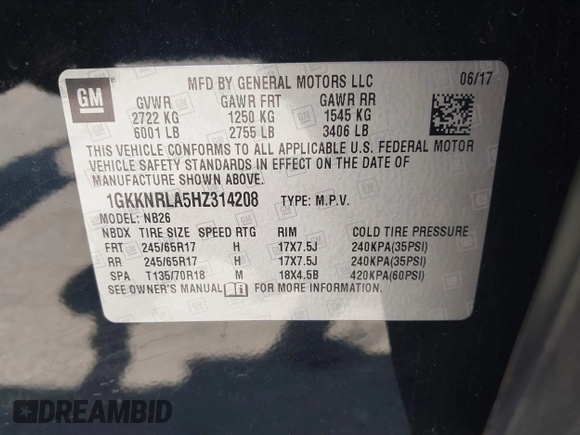 GM
MFD BY GENERAL MOTORS LLC 06/17
GVWR GAWR FRT GAWR RR
2722 KG 1250 KG 1545 KG
6001 LB 2755 LB 3406 LB
THIS VEHICLE CONFORMS TO ALL APPLICABLE U.S. FEDERAL MOTOR
VEHICLE SAFETY STANDARDS IN EFFECT ON THE DATE OF
MANUFACTURE SHOWN ABOVE.
1GKKNRLA5HZ314208 TYPE: M.P.V.
MODEL: NB26
NBDX TIRE SIZE SPEED RTG RIM COLD TIRE PRESSURE
FRT 245/65R17 H 17X7.5J 240KPA(35PSI)
RR 245/65R17 H 17X7.5J 240KPA(35PSI)
SPA T135/70R18 M 18X4.5B 420KPA(60PSI)
SEE OWNER'S MANUAL FOR MORE INFORMATION.
DREAMBID